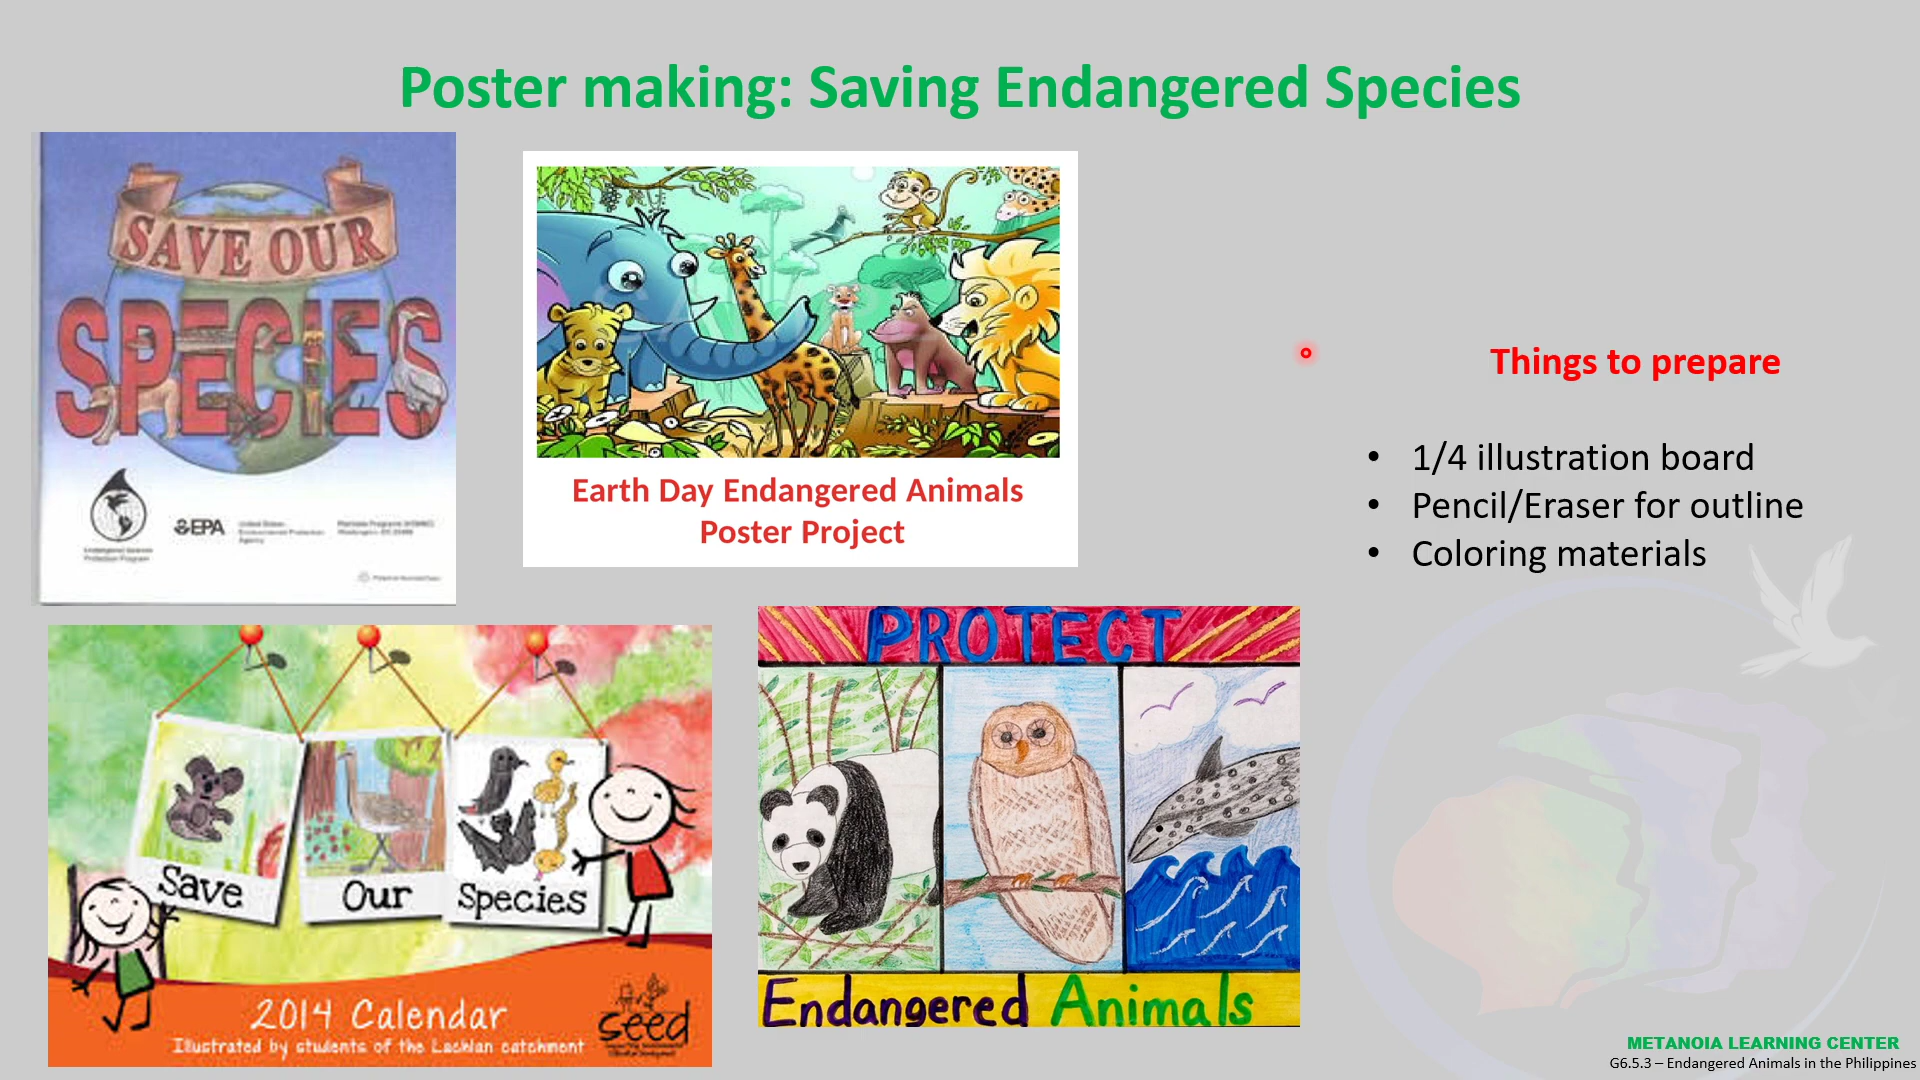 Poster making: Saving Endangered Species
SAVE OUR
SPECIES
EPA
Earth Day Endangered Animals
Poster Project
Things to prepare
• 1/4 illustration board
• Pencil/Eraser for outline
• Coloring materials
Save
Our
Species
2014 Calendar
Illustrated by students of the Lachlan catchment
seed
PROTECT
Endangered Animals
METANOIA LEARNING CENTER
G6.5.3 – Endangered Animals in the Philippines